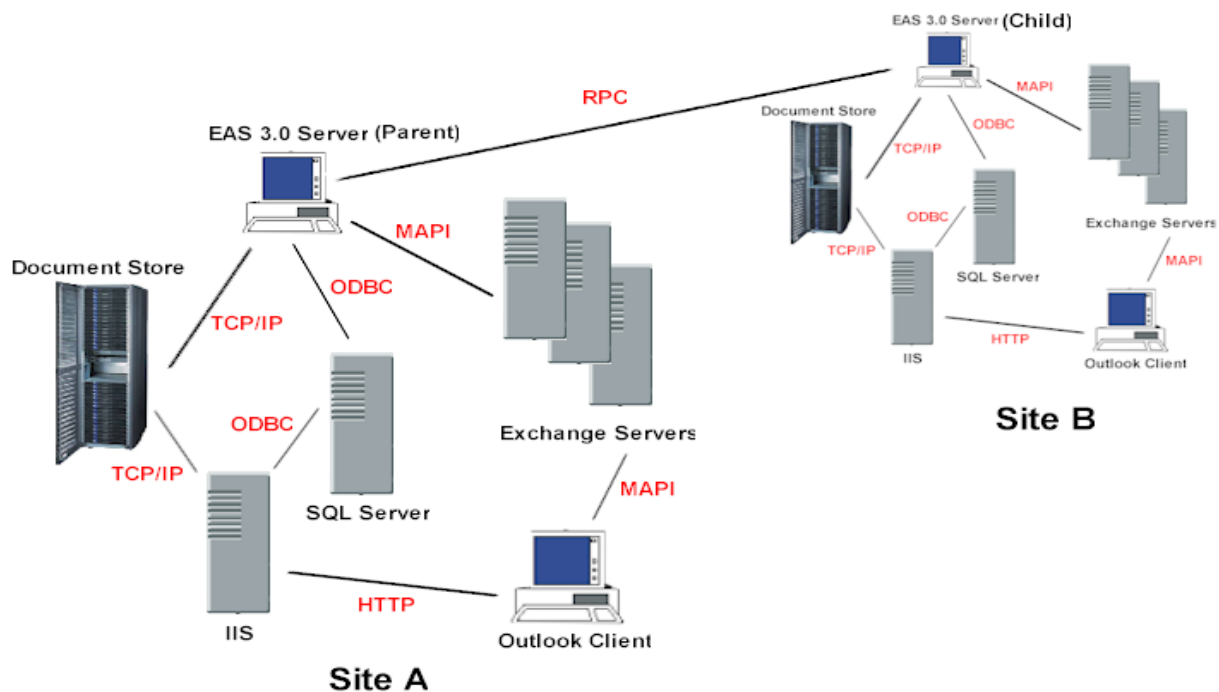 EAS 3.0 Server (Child)
RPC
MAPI
Document Store
ODBC
EAS 3.0 Server (Parent)
TCP/IP
MAPI
ODBC
Exchange Servers
Document Store
TCP/IP
SQL Server
MAPI
ODBC
TCP/IP
IIS
HTTP
Outlook Client
ODBC
Site B
Exchange Servers
TCP/IP
MAPI
SQL Server
HTTP
IIS
Outlook Client
Site A